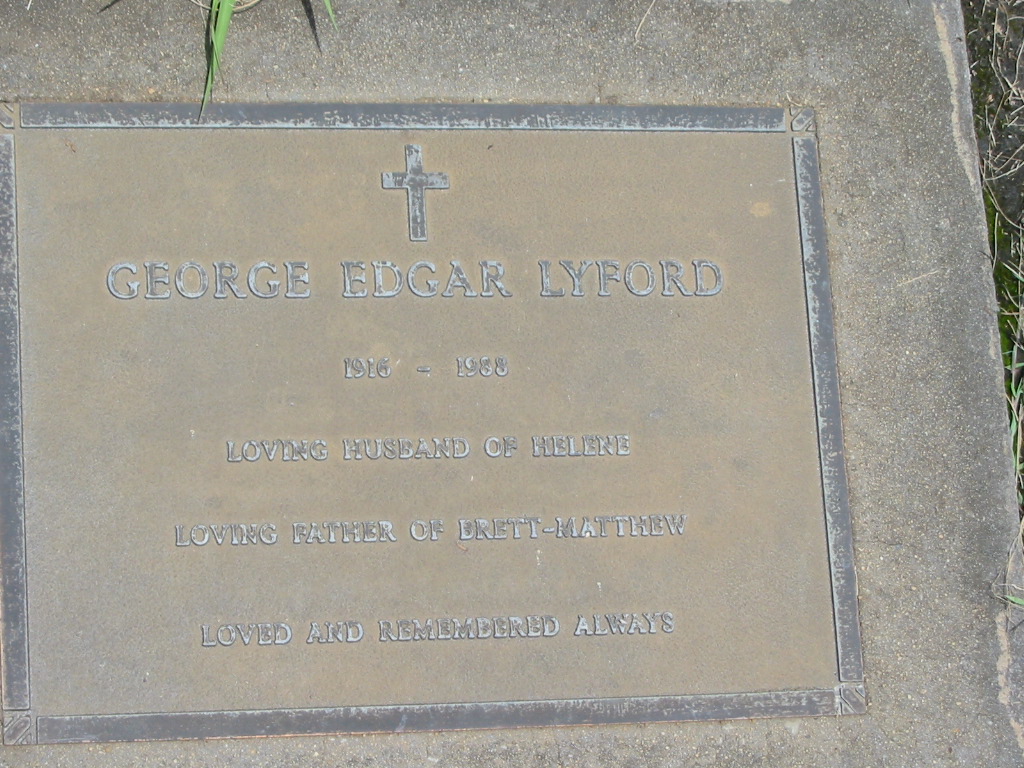 GEORGE EDGAR LYFORD
1916 - 1988
LOVING HUSBAND OF HELENE
LOVING FATHER OF BRETT-MATTHEW
LOVED AND REMEMBERED ALWAYS